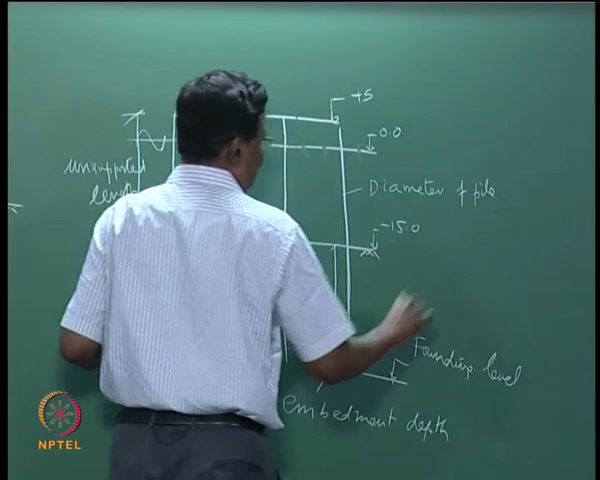 +5
0.0
unsupported
length
Diameter of pile
-15.0
Founding level
embedment depth
NPTEL